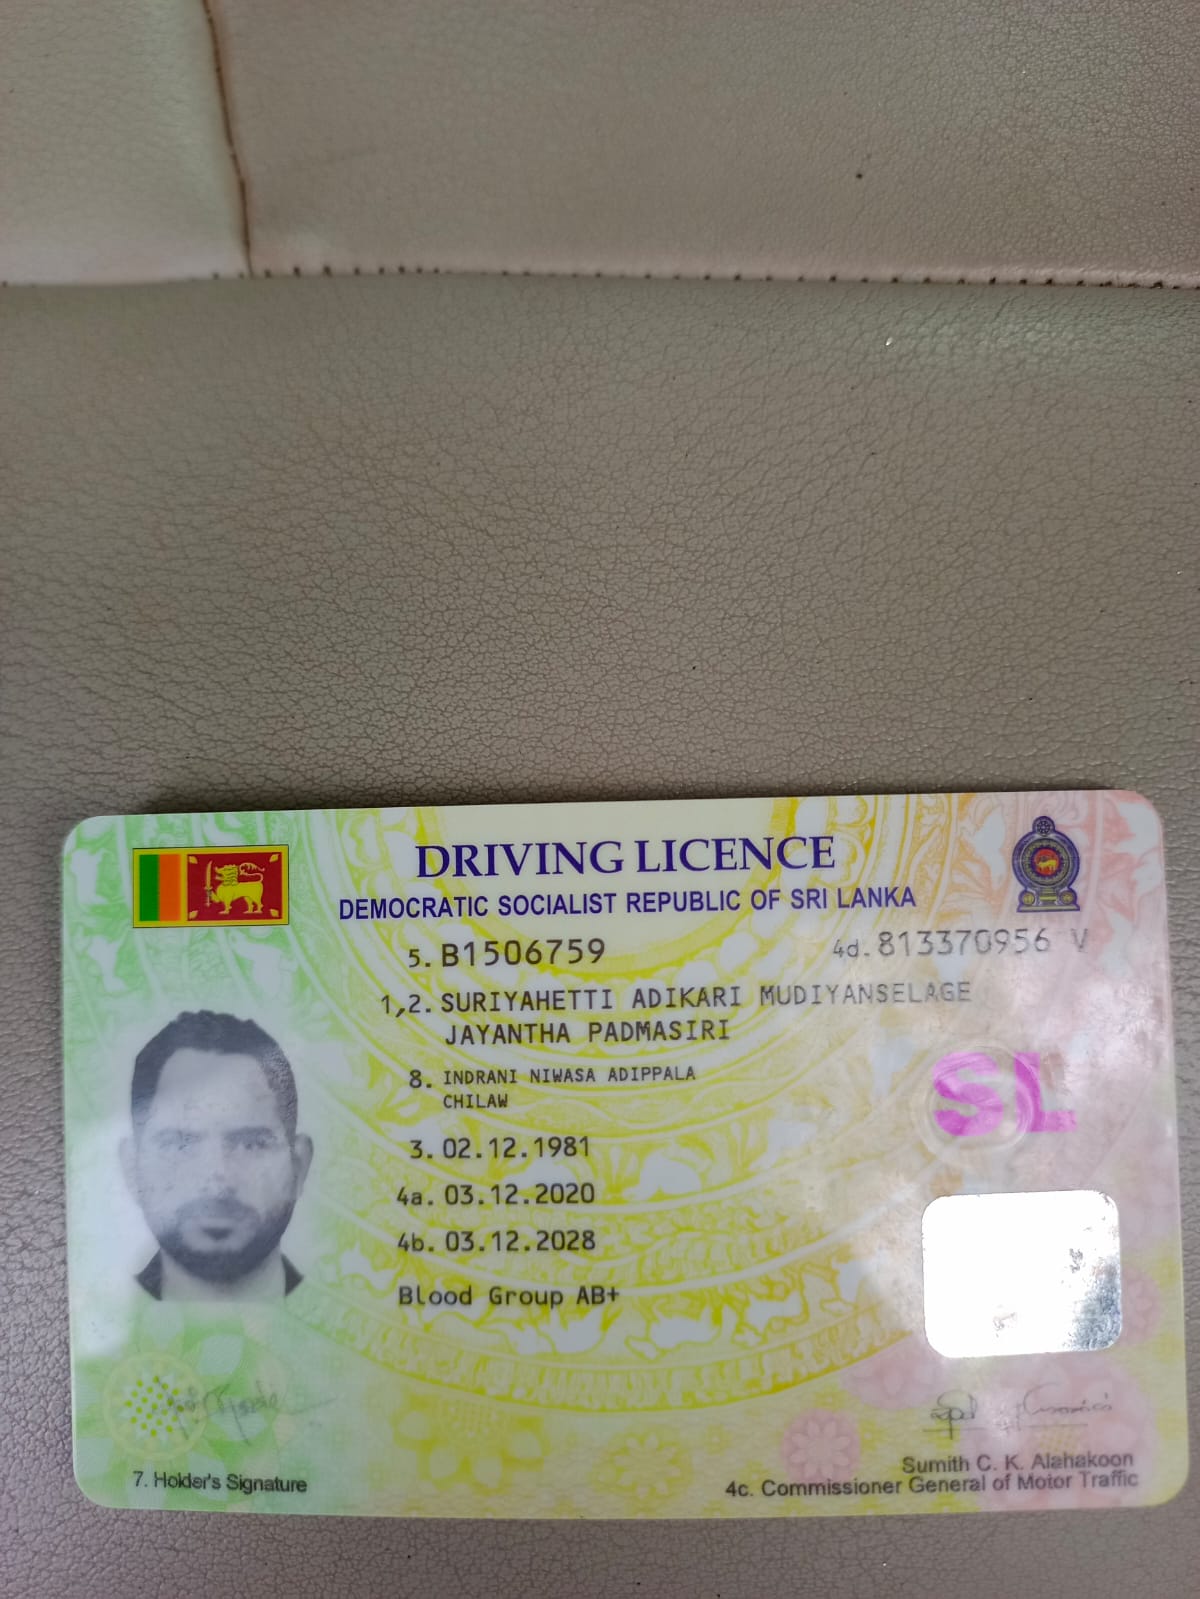 DRIVING LICENCE
DEMOCRATIC SOCIALIST REPUBLIC OF SRI LANKA
5. B1506759
4d. 813370956 V
1,2. SURIYAHETTI ADIKARI MUDIYANSELAGE
JAYANTHA PADMASIRI
8. INDRANI NIWASA ADIPPALA
CHILAW
SL
3. 02.12.1981
4a. 03.12.2020
4b. 03.12.2028
Blood Group AB+
7. Holder's Signature
Sumith C. K. Alahakoon
4c. Commissioner General of Motor Traffic